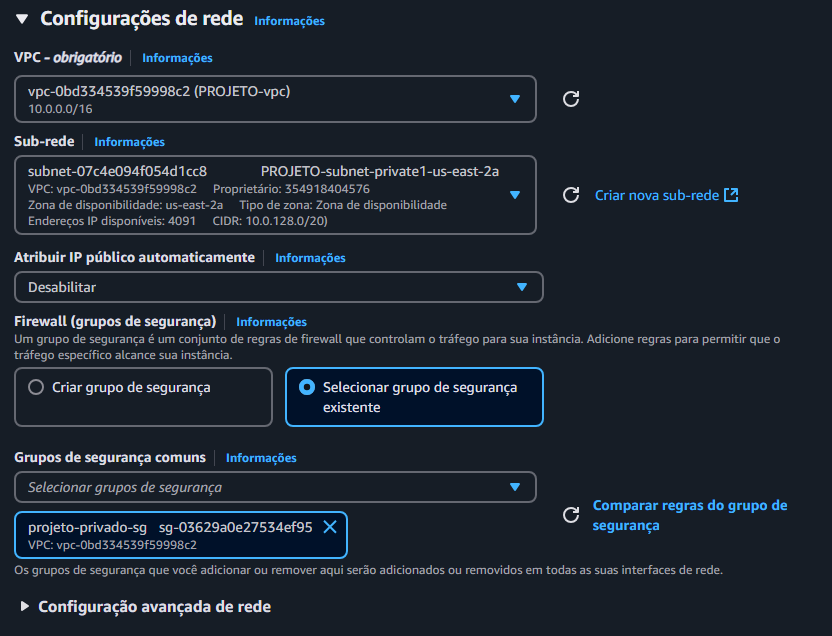 Configurações de rede Informações
VPC - obrigatório Informações
vpc-0bd334539f59998c2 (PROJETO-vpc)
10.0.0.0/16
Sub-rede Informações
subnet-07c4e094f054d1cc8 PROJETO-subnet-private1-us-east-2a
VPC: vpc-0bd334539f59998c2 Proprietário: 354918404576
Zona de disponibilidade: us-east-2a Tipo de zona: Zona de disponibilidade
Endereços IP disponíveis: 4091 CIDR: 10.0.128.0/20)
Criar nova sub-rede
Atribuir IP público automaticamente Informações
Desabilitar
Firewall (grupos de segurança) Informações
Um grupo de segurança é um conjunto de regras de firewall que controlam o tráfego para sua instância. Adicione regras para permitir que o
tráfego específico alcance sua instância.
Criar grupo de segurança
Selecionar grupo de segurança
existente
Grupos de segurança comuns Informações
Selecionar grupos de segurança
projeto-privado-sg sg-03629a0e27534ef95
VPC: vpc-0bd334539f59998c2
Comparar regras do grupo de
segurança
Os grupos de segurança que você adicionar ou remover aqui serão adicionados ou removidos em todas as suas interfaces de rede.
Configuração avançada de rede